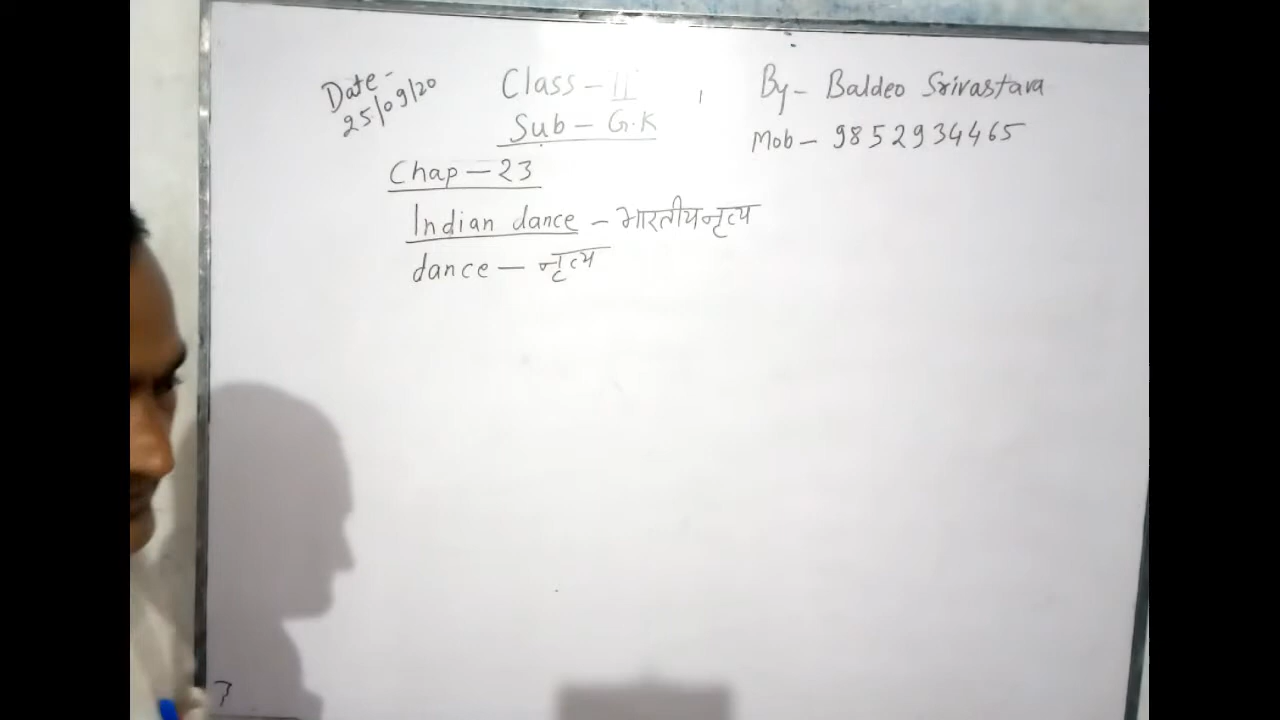 Date -
25/09/20
Class - II
Sub - G.K
By - Baldeo Srivastava
Mob - 9852934465
Chap - 23
Indian dance - भारतीय नृत्य
dance - नृत्य